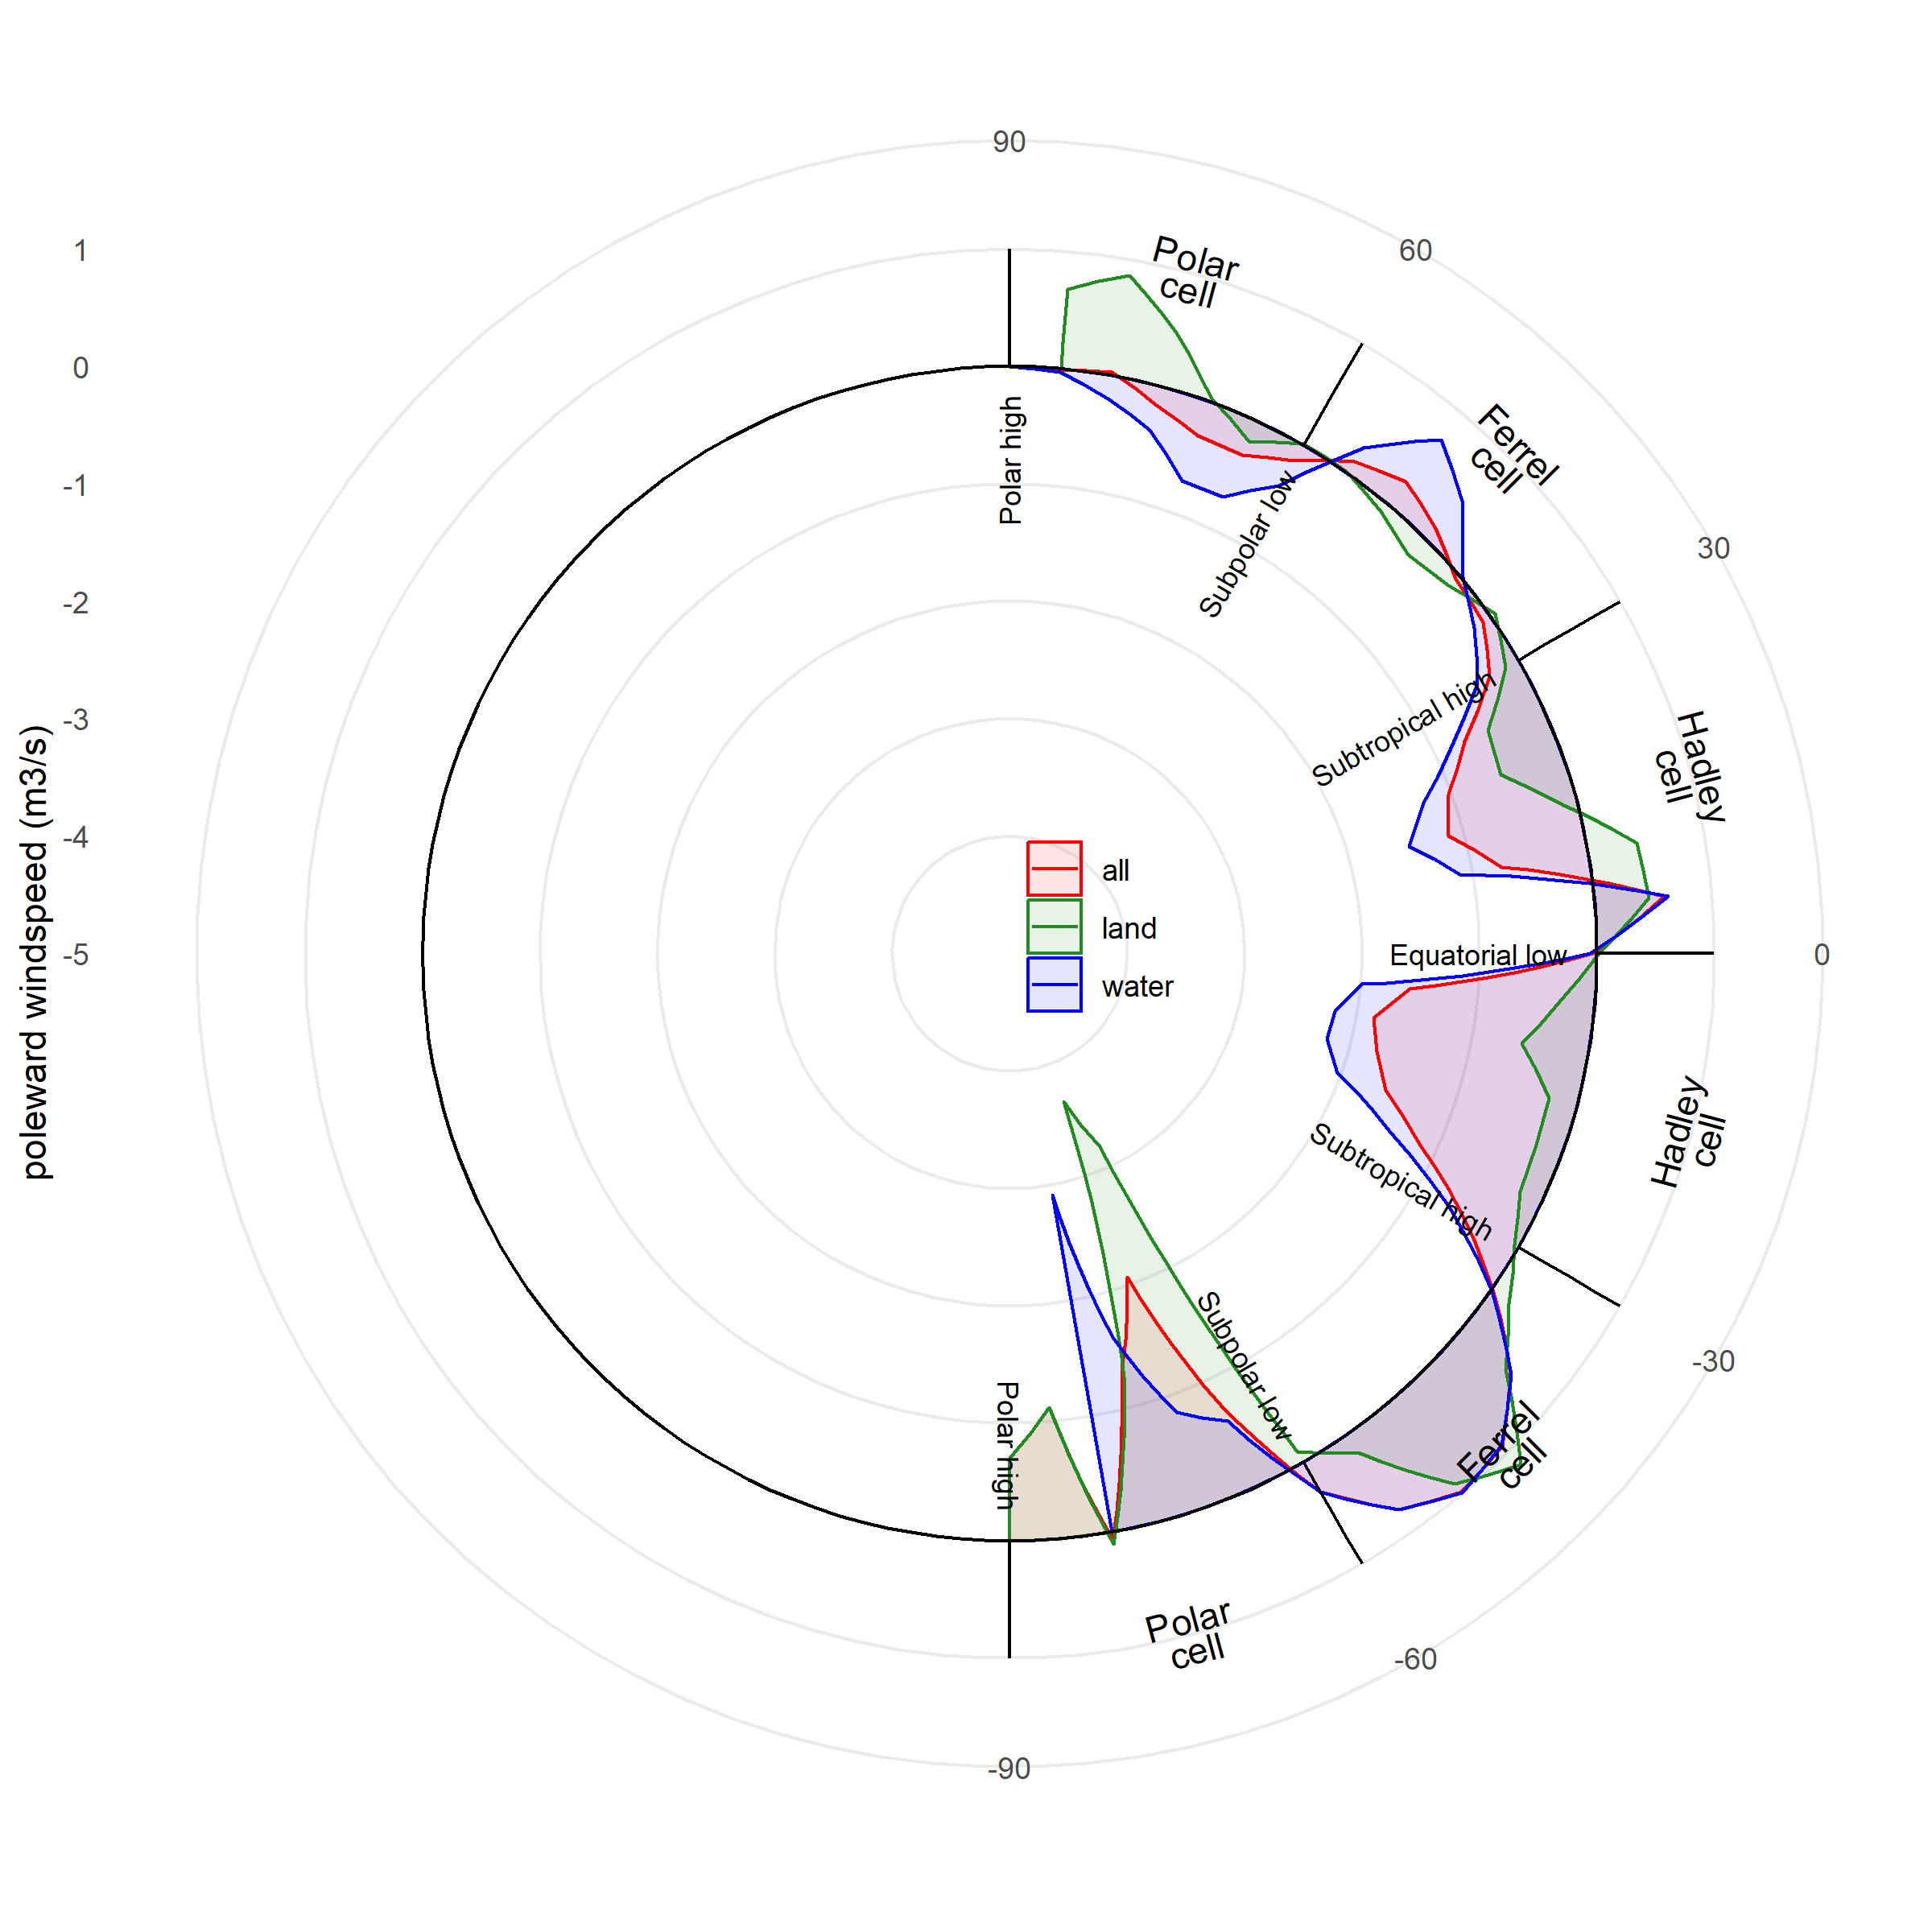 90
60
30
0
-30
-60
-90
1
0
-1
-2
-3
-4
-5
poleward windspeed (m3/s)
Polar
cell
Ferrel
cell
Hadley
cell
Hadley
cell
Ferrel
cell
Polar
cell
Polar high
Subpolar low
Subtropical high
Equatorial low
Subtropical high
Subpolar low
Polar high
all
land
water